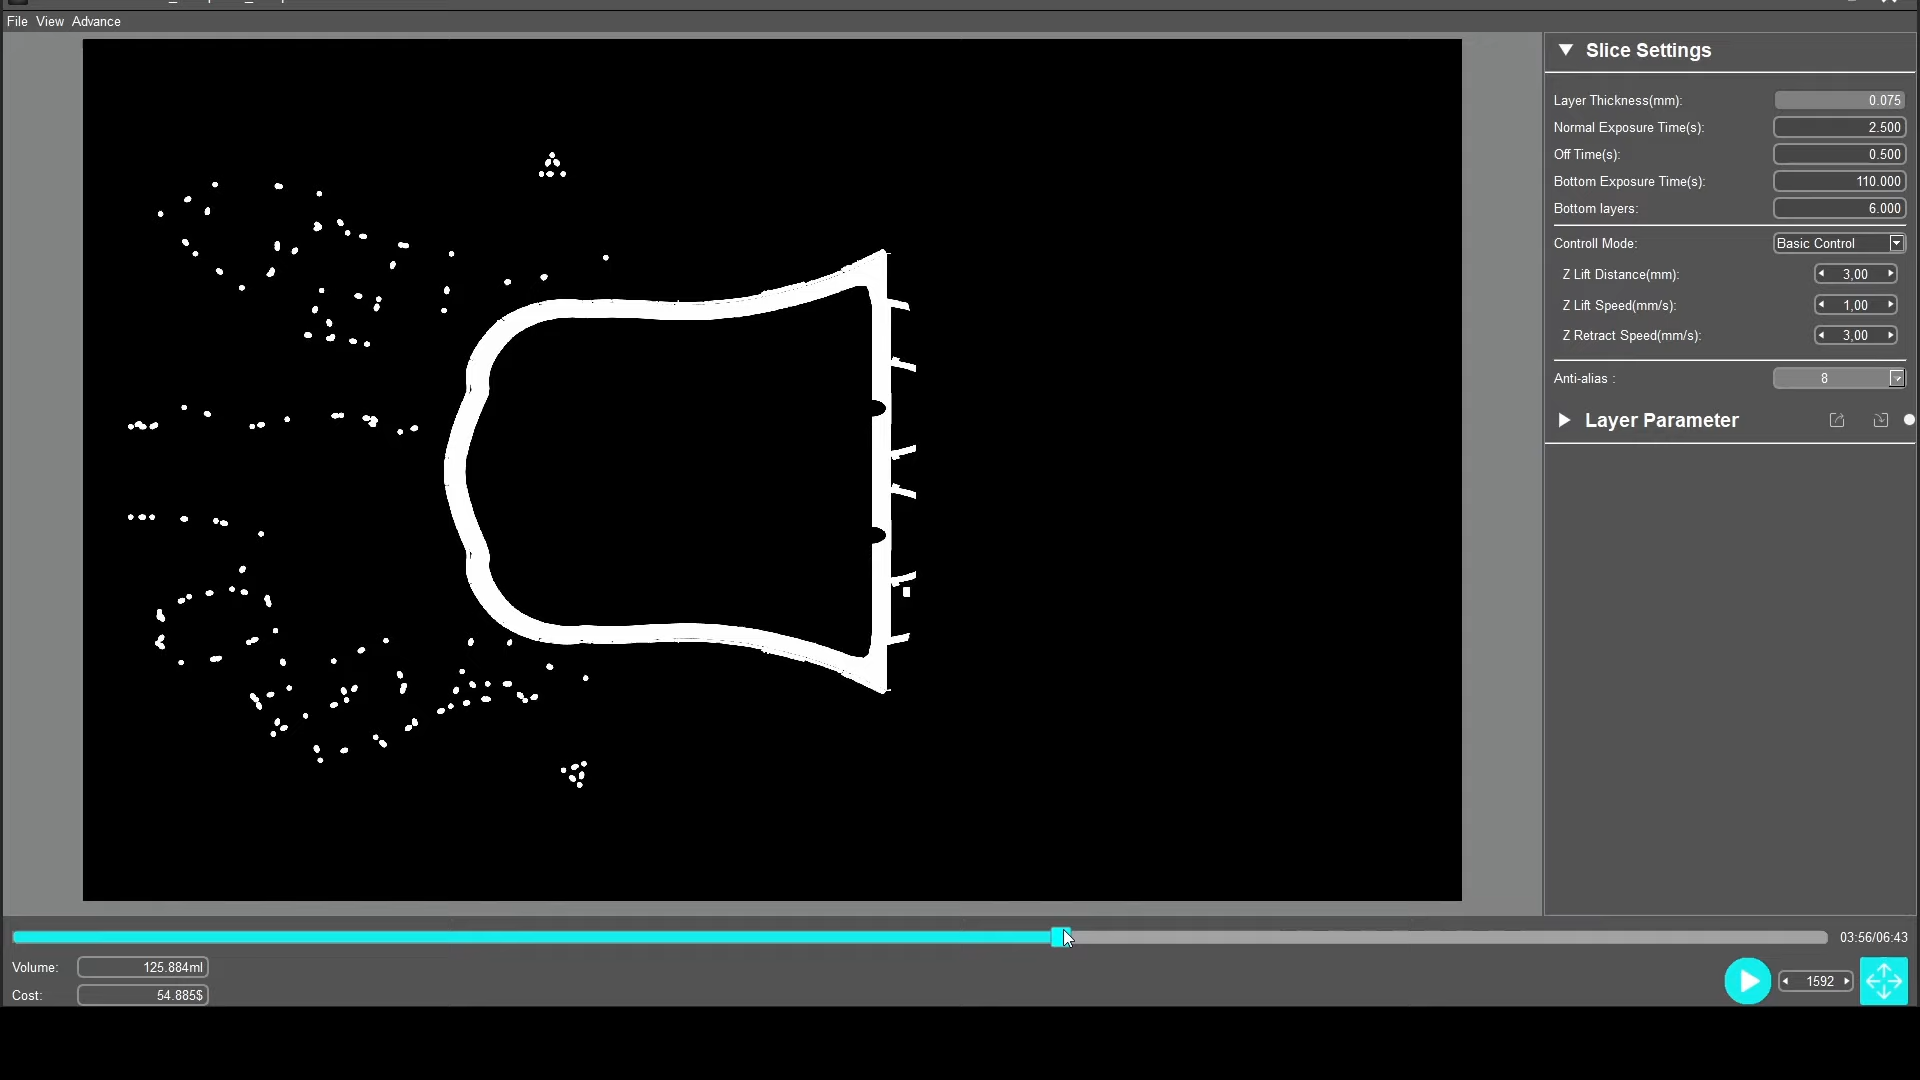 File View Advance
Slice Settings
Layer Thickness(mm): 0.075
Normal Exposure Time(s): 2.500
Off Time(s): 0.500
Bottom Exposure Time(s): 110.000
Bottom layers: 6.000
Controll Mode: Basic Control
Z Lift Distance(mm): 3,00
Z Lift Speed(mm/s): 1,00
Z Retract Speed(mm/s): 3,00
Anti-alias : 8
Layer Parameter
03:56/06:43
Volume: 125.884ml
1592
Cost: 54.885$